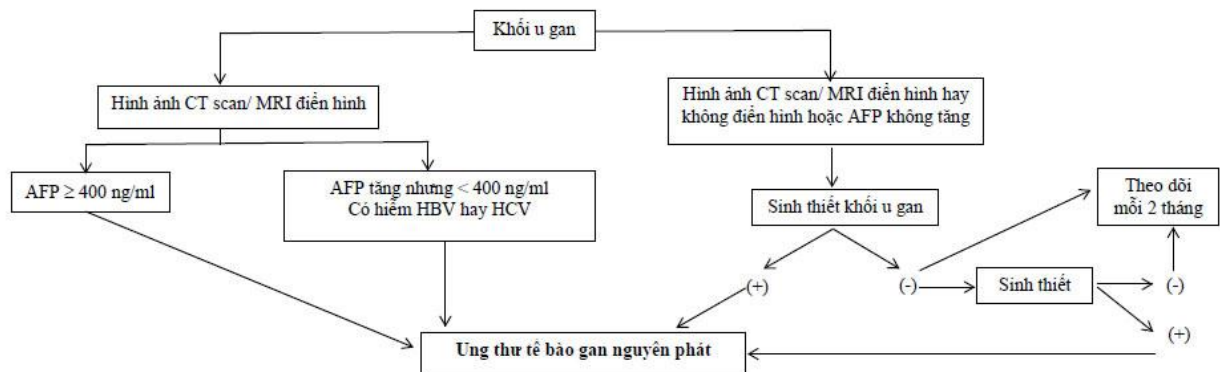 Khối u gan
Hình ảnh CT scan/ MRI điển hình
Hình ảnh CT scan/ MRI điển hình hay
không điển hình hoặc AFP không tăng
AFP ≥ 400 ng/ml
AFP tăng nhưng < 400 ng/ml
Có hiễm HBV hay HCV
Sinh thiết khối u gan
Theo dõi
mỗi 2 tháng
(+)
(-)
Sinh thiết
(-)
(+)
Ung thư tế bào gan nguyên phát